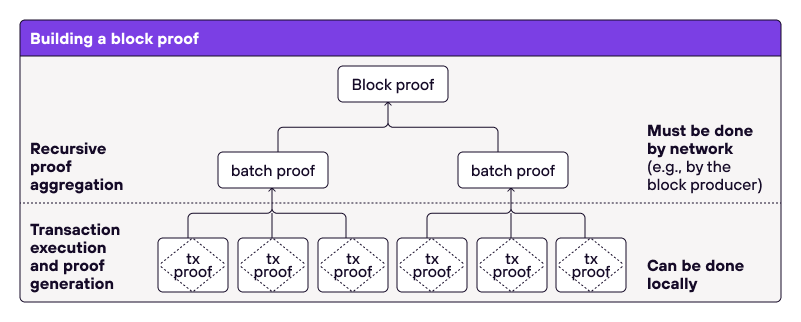 Building a block proof
Block proof
Recursive
proof
aggregation
batch proof
batch proof
Must be done
by network
(e.g., by the
block producer)
Transaction
execution
and proof
generation
tx
proof
tx
proof
tx
proof
tx
proof
tx
proof
tx
proof
Can be done
locally